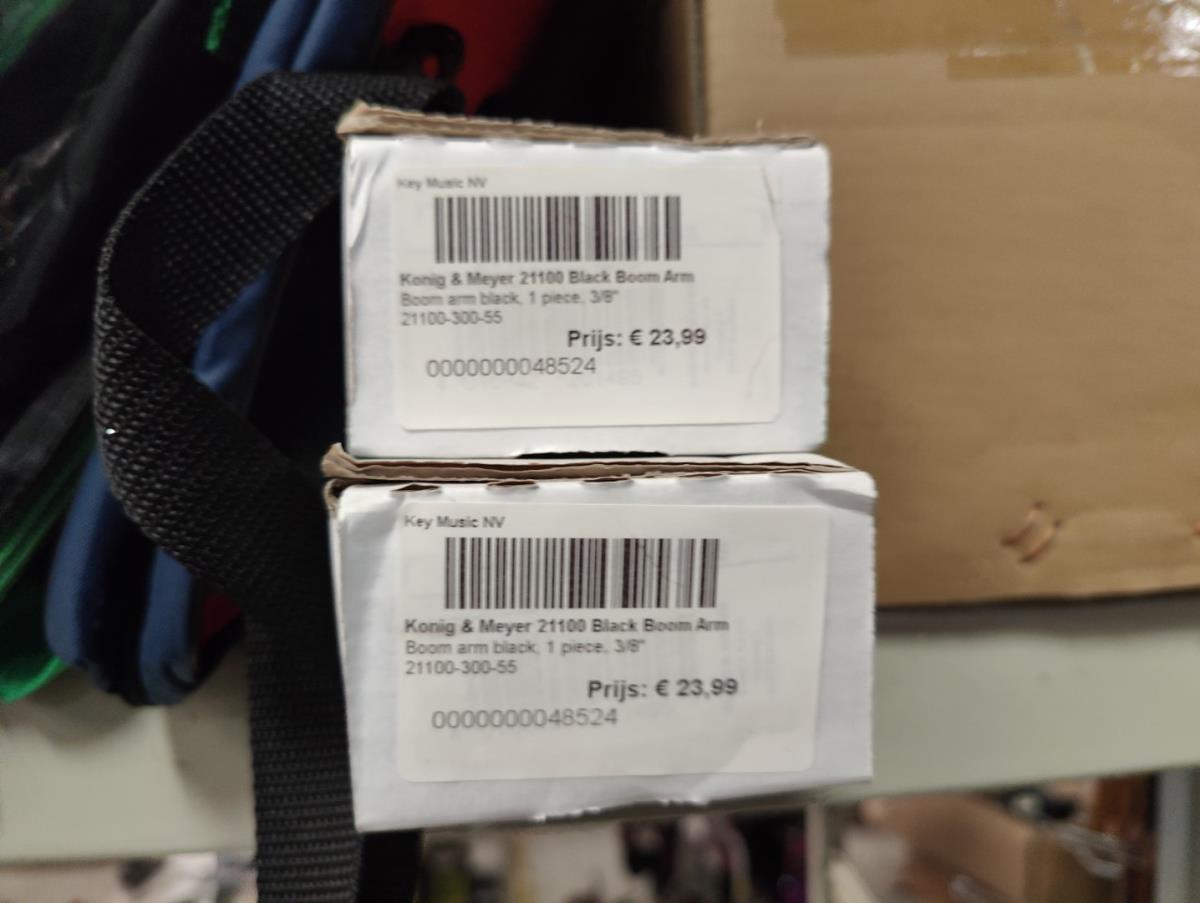 Key Music NV
Konig & Meyer 21100 Black Boom Arm
Boom arm black, 1 piece, 3/8"
21100-300-55
Prijs: € 23,99
0000000048524
Key Music NV
Konig & Meyer 21100 Black Boom Arm
Boom arm black, 1 piece, 3/8"
21100-300-55
Prijs: € 23,99
0000000048524